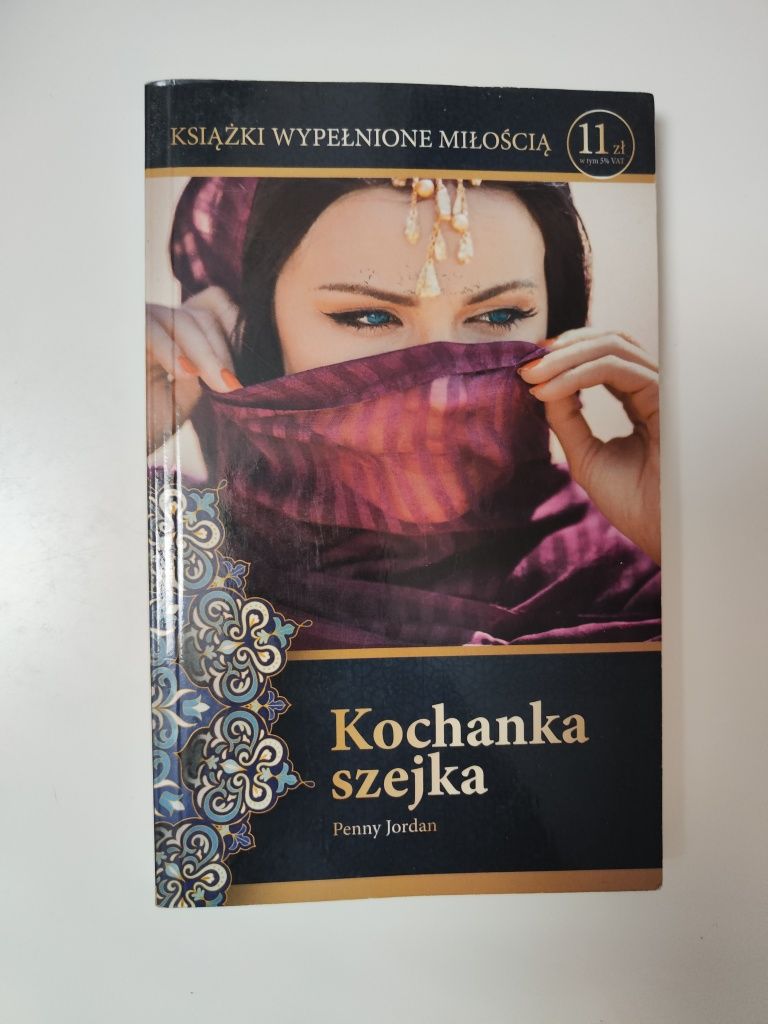 KSIĄŻKI WYPEŁNIONE MIŁOŚCIĄ
11 zł
w tym 5% VAT
Kochanka
szejka
Penny Jordan